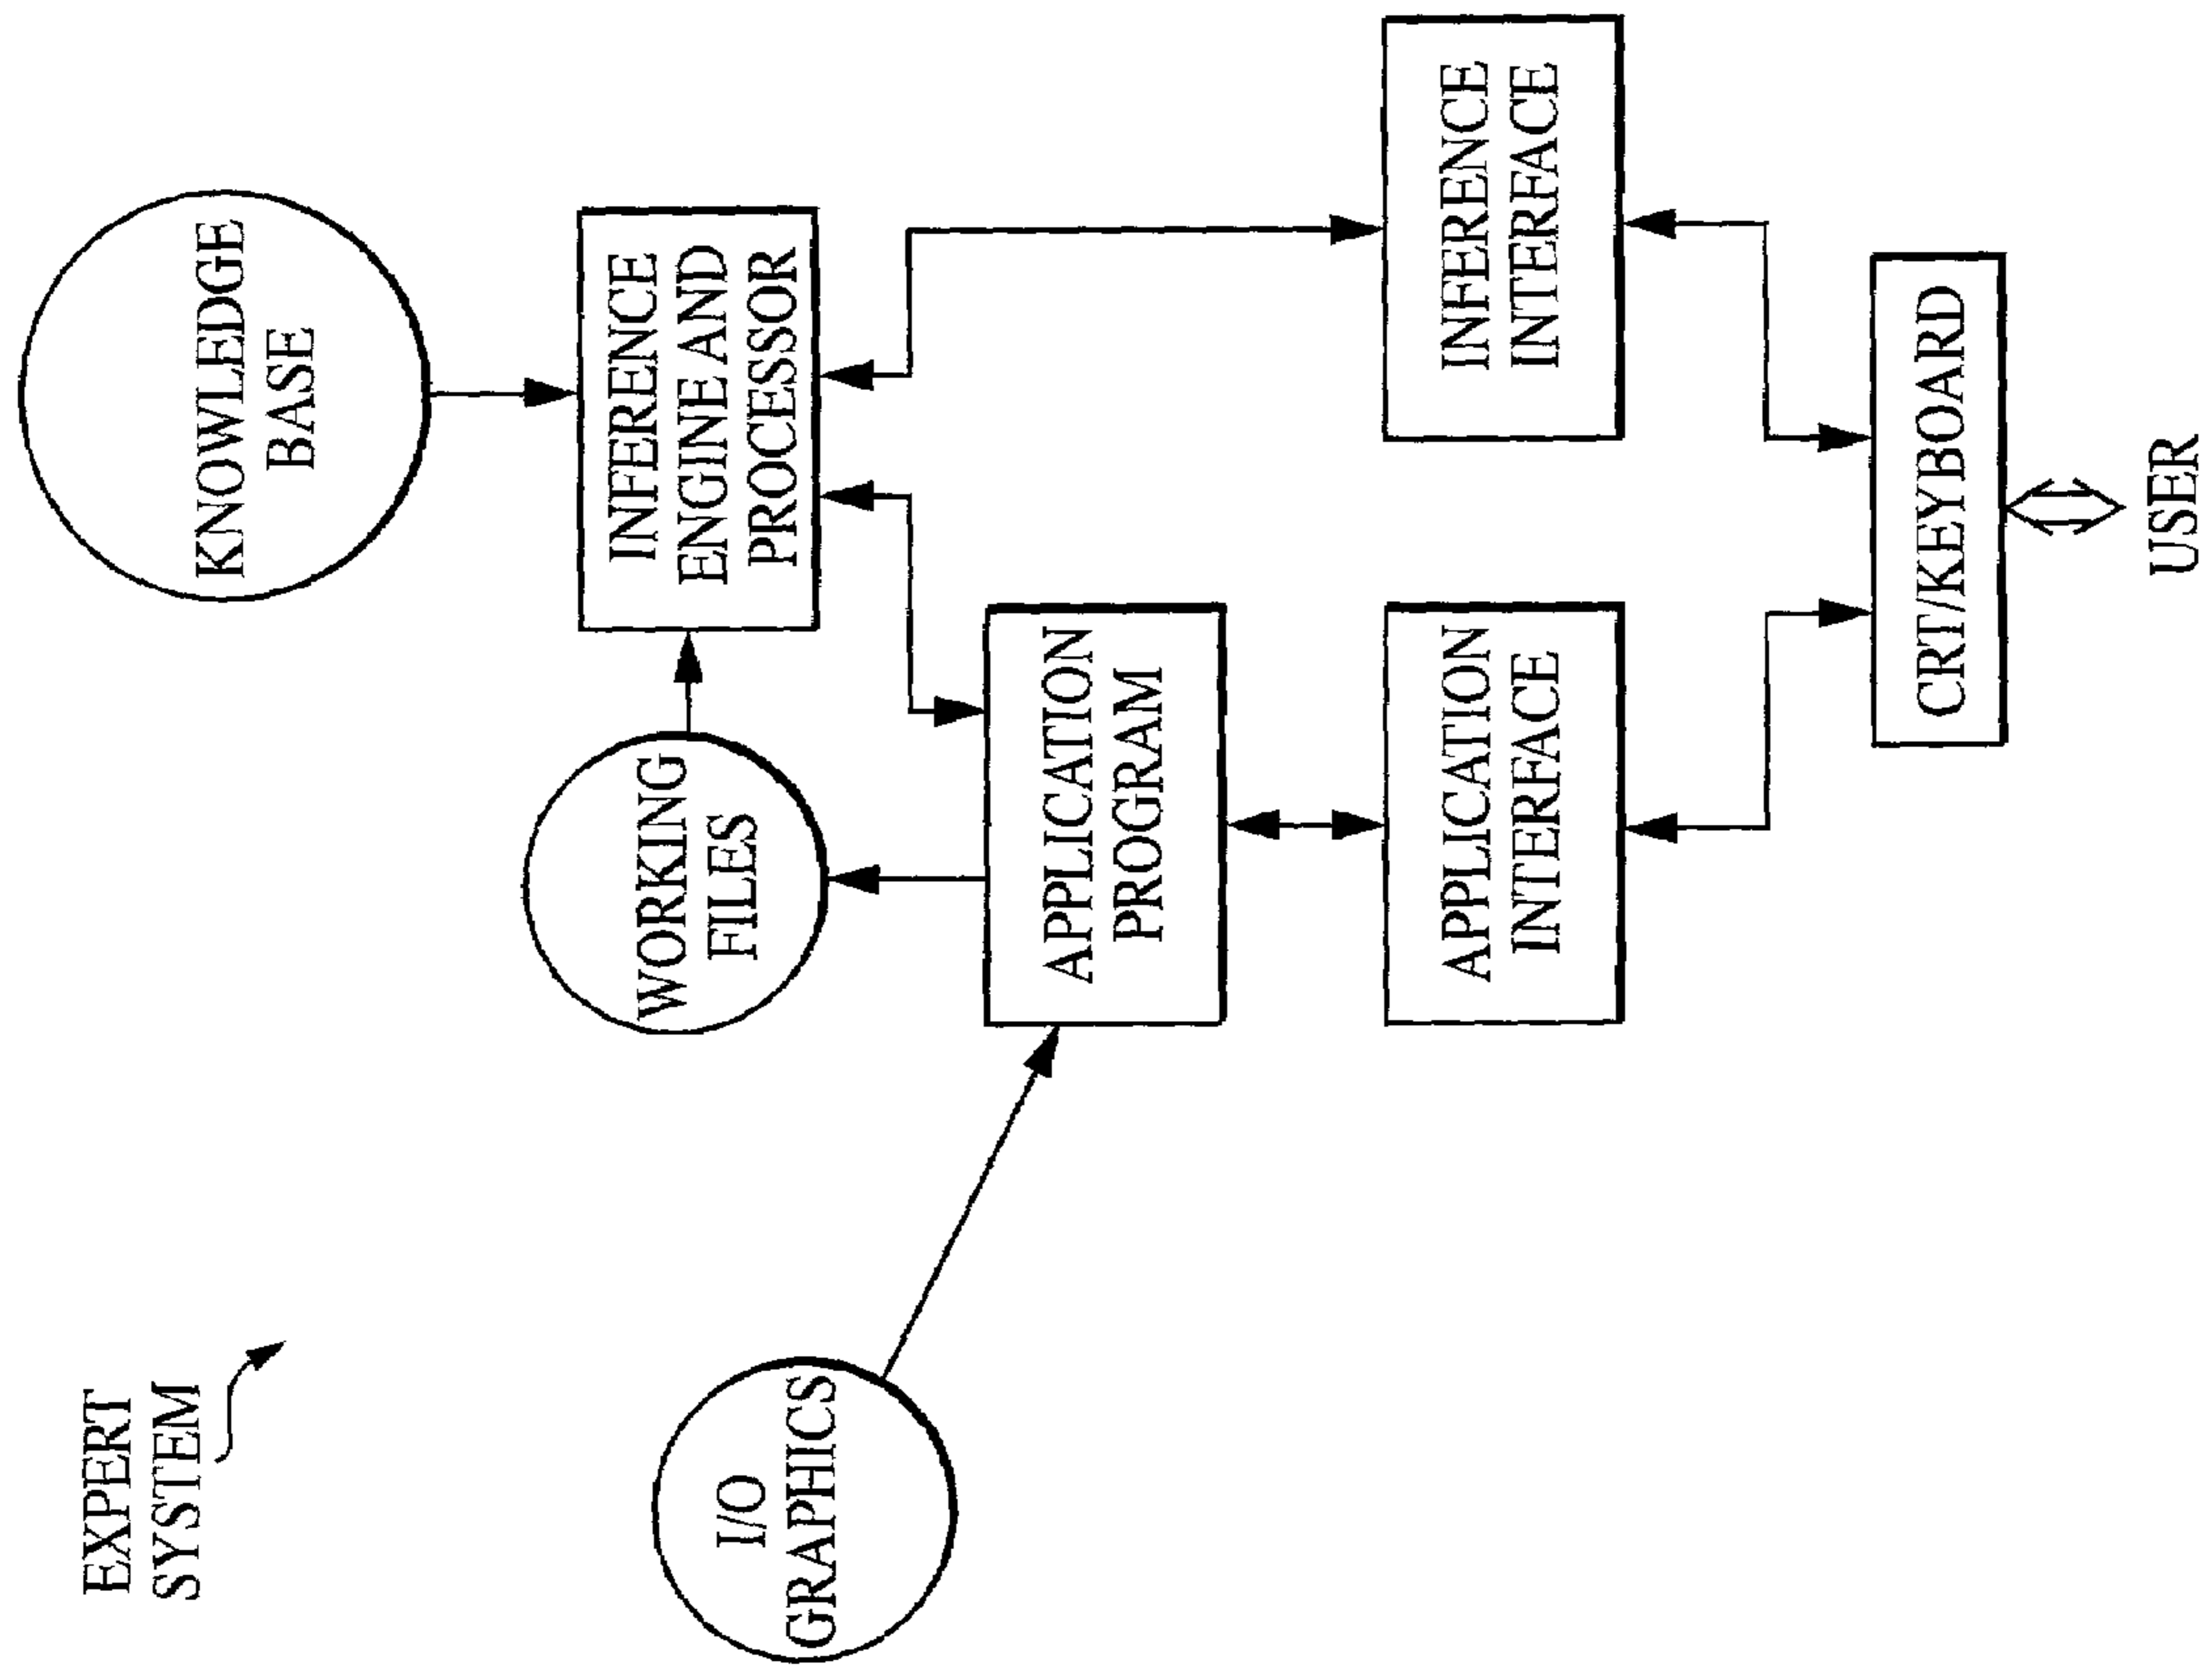 EXPERT
SYSTEM
KNOWLEDGE
BASE
I/O
GRAPHICS
WORKING
FILES
INFERENCE
ENGINE AND
PROCESSOR
APPLICATION
PROGRAM
APPLICATION
INTERFACE
INFERENCE
INTERFACE
CRT/KEYBOARD
USER